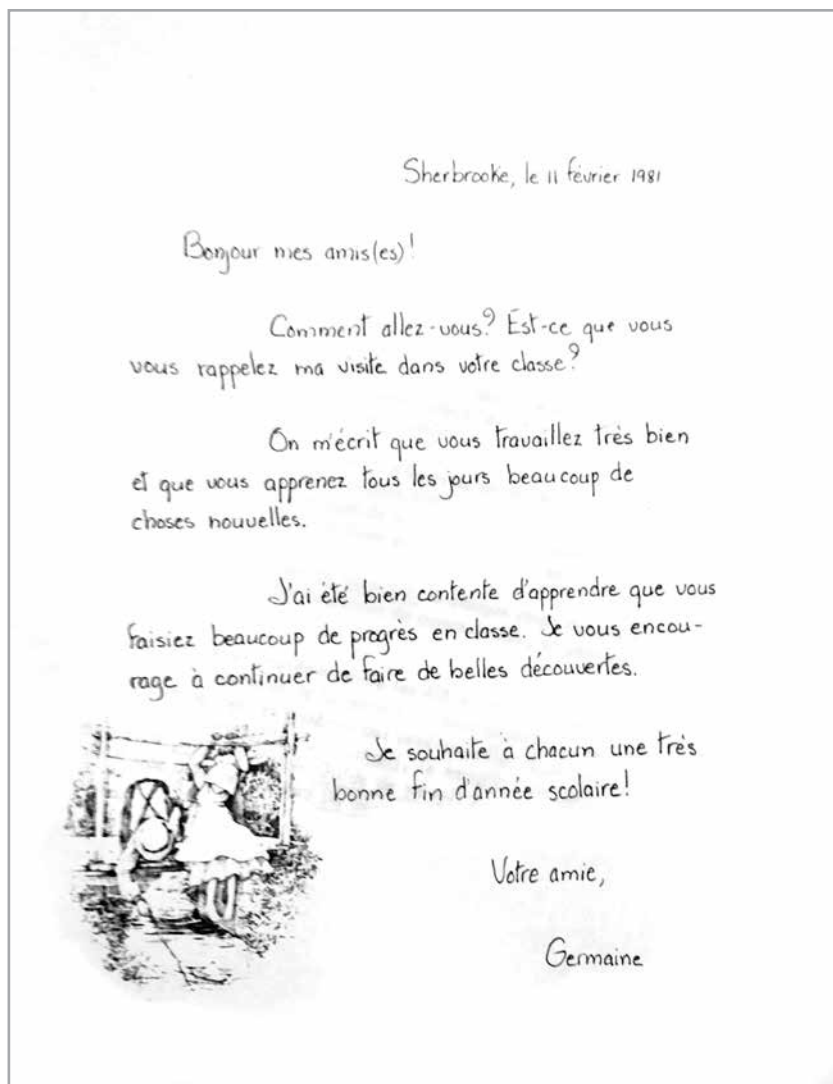 Sherbrooke, le 11 février 1981
Bonjour mes amis(es)!
Comment allez-vous? Est-ce que vous
vous rappelez ma visite dans votre classe?
On m'écrit que vous travaillez très bien
et que vous apprenez tous les jours beaucoup de
choses nouvelles.
J'ai été bien contente d'apprendre que vous
faisiez beaucoup de progrès en classe. Je vous encou-
rage à continuer de faire de belles découvertes.
Je souhaite à chacun une très
bonne fin d'année scolaire!
Votre amie,
Germaine